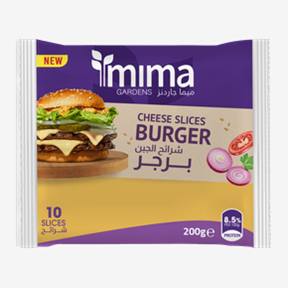 NEW
mima
GARDENS ميما جاردنز
CHEESE SLICES
BURGER
شرائح الجبن
برجر
10
SLICES
شرائح
200g℮
8.5%
PROTEIN